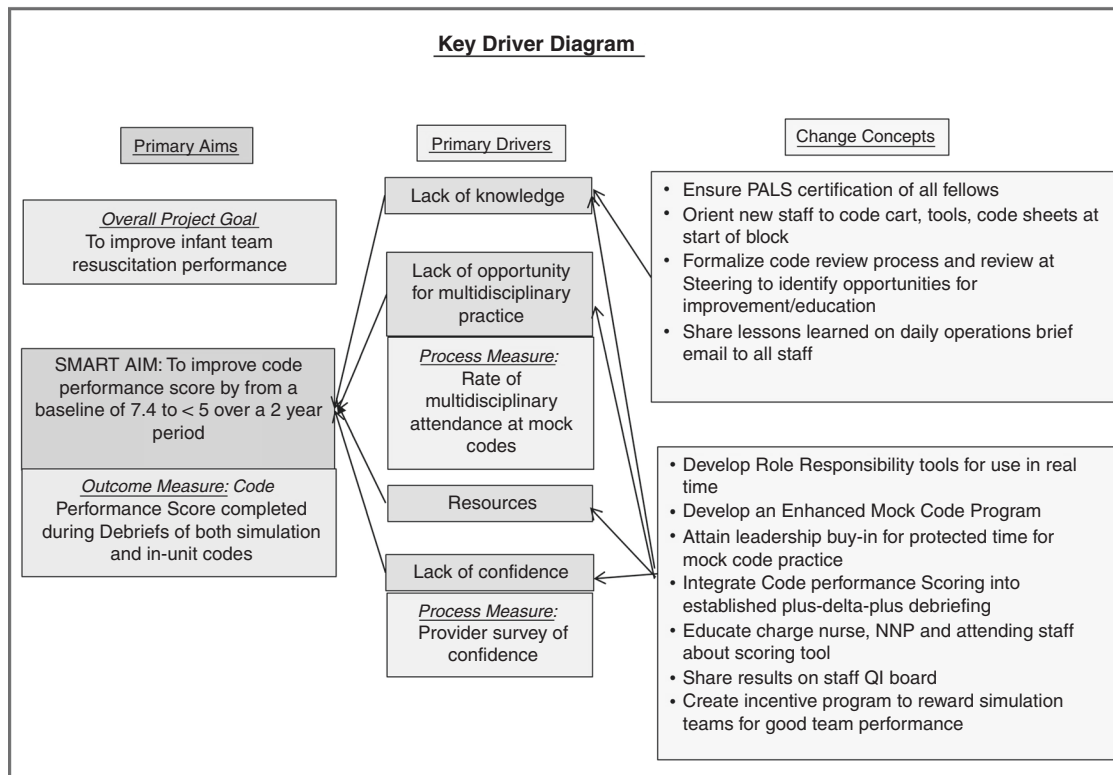 Key Driver Diagram
Primary Aims
Overall Project Goal
To improve infant team
resuscitation performance
SMART AIM: To improve code
performance score by from a
baseline of 7.4 to < 5 over a 2 year
period
Outcome Measure: Code
Performance Score completed
during Debriefs of both simulation
and in-unit codes
Primary Drivers
Lack of knowledge
Lack of opportunity
for multidisciplinary
practice
Process Measure:
Rate of
multidisciplinary
attendance at mock
codes
Resources
Lack of confidence
Process Measure:
Provider survey of
confidence
Change Concepts
• Ensure PALS certification of all fellows
• Orient new staff to code cart, tools, code sheets at
start of block
• Formalize code review process and review at
Steering to identify opportunities for
improvement/education
• Share lessons learned on daily operations brief
email to all staff
• Develop Role Responsibility tools for use in real
time
• Develop an Enhanced Mock Code Program
• Attain leadership buy-in for protected time for
mock code practice
• Integrate Code performance Scoring into
established plus-delta-plus debriefing
• Educate charge nurse, NNP and attending staff
about scoring tool
• Share results on staff QI board
• Create incentive program to reward simulation
teams for good team performance